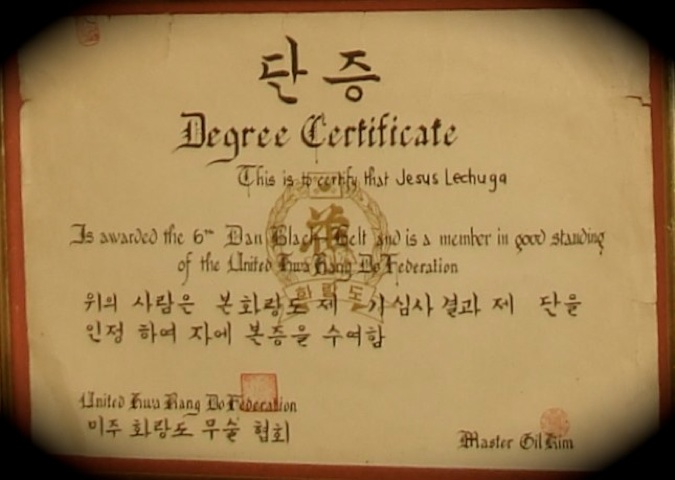 단 증
Degree Certificate
This is to certify that Jesus Lechuga
Is awarded the 6th Dan Black Belt and is a member in good standing
of the United Hwa Rang Do Federation
화랑도
위의 사람은 본화랑도 제 가심사 결과 제 단을
인정 하여 자에 본증을 수여함
United Hwa Rang Do Federation
미주 화랑도 무술 협회
Master Gil Kim